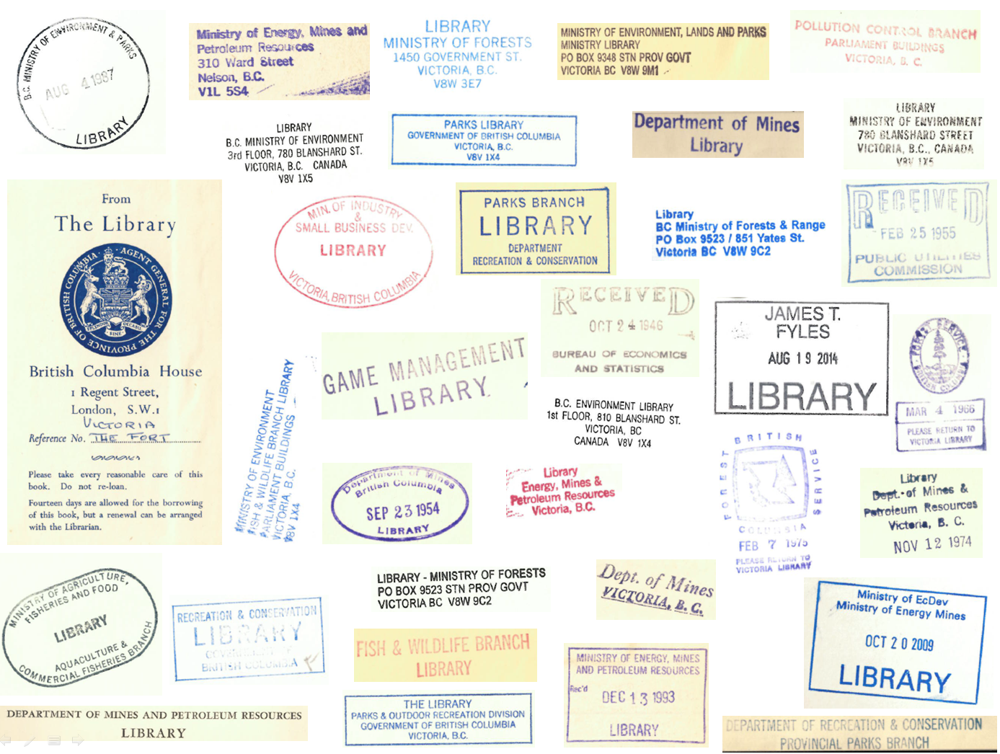 B.C. MINISTRY OF ENVIRONMENT & PARKS
AUG 4 1987
LIBRARY
Ministry of Energy, Mines and
Petroleum Resources
310 Ward Street
Nelson, B.C.
V1L 5S4
LIBRARY
MINISTRY OF FORESTS
1450 GOVERNMENT ST.
VICTORIA, B.C.
V8W 3E7
MINISTRY OF ENVIRONMENT, LANDS AND PARKS
MINISTRY LIBRARY
PO BOX 9348 STN PROV GOVT
VICTORIA BC V8W 9M1
POLLUTION CONTROL BRANCH
PARLIAMENT BUILDINGS
VICTORIA, B. C.
LIBRARY
B.C. MINISTRY OF ENVIRONMENT
3rd FLOOR, 780 BLANSHARD ST.
VICTORIA, B.C. CANADA
V8V 1X5
PARKS LIBRARY
GOVERNMENT OF BRITISH COLUMBIA
VICTORIA, B.C.
V8V 1X4
Department of Mines
Library
LIBRARY
MINISTRY OF ENVIRONMENT
780 BLANSHARD STREET
VICTORIA, B.C., CANADA
V8V 1X5
From
The Library
AGENT GENERAL FOR THE PROVINCE OF BRITISH COLUMBIA
SPLENDOR SINE OCCASU
British Columbia House
1 Regent Street,
London, S.W.1
VICTORIA
Reference No. THE FORT
Please take every reasonable care of this
book. Do not re-loan.
Fourteen days are allowed for the borrowing
of this book, but a renewal can be arranged
with the Librarian.
MIN. OF INDUSTRY
&
SMALL BUSINESS DEV.
LIBRARY
VICTORIA, BRITISH COLUMBIA
PARKS BRANCH
LIBRARY
DEPARTMENT
RECREATION & CONSERVATION
Library
BC Ministry of Forests & Range
PO Box 9523 / 851 Yates St.
Victoria BC V8W 9C2
RECEIVED
FEB 25 1955
PUBLIC UTILITIES
COMMISSION
RECEIVED
OCT 24 1946
BUREAU OF ECONOMICS
AND STATISTICS
JAMES T.
FYLES
AUG 19 2014
LIBRARY
FOREST SERVICE
BRITISH COLUMBIA
MAR 4 1966
PLEASE RETURN TO
VICTORIA LIBRARY
GAME MANAGEMENT
LIBRARY
MINISTRY OF ENVIRONMENT
FISH & WILDLIFE BRANCH LIBRARY
PARLIAMENT BUILDINGS
VICTORIA, B.C.
V8V 1X4
B.C. ENVIRONMENT LIBRARY
1st FLOOR, 810 BLANSHARD ST.
VICTORIA, BC
CANADA V8V 1X4
BRITISH
FOREST SERVICE
COLUMBIA
FEB 7 1975
PLEASE RETURN TO
VICTORIA LIBRARY
Department of Mines
British Columbia
SEP 23 1954
LIBRARY
Library
Energy, Mines &
Petroleum Resources
Victoria, B.C.
Library
Dept. of Mines &
Petroleum Resources
Victoria, B. C.
NOV 12 1974
MINISTRY OF AGRICULTURE,
FISHERIES AND FOOD
LIBRARY
AQUACULTURE &
COMMERCIAL FISHERIES BRANCH
RECREATION & CONSERVATION
LIBRARY
GOVERNMENT OF
BRITISH COLUMBIA
LIBRARY - MINISTRY OF FORESTS
PO BOX 9523 STN PROV GOVT
VICTORIA BC V8W 9C2
Dept. of Mines
VICTORIA, B. C.
Ministry of EcDev
Ministry of Energy Mines
OCT 20 2009
LIBRARY
FISH & WILDLIFE BRANCH
LIBRARY
MINISTRY OF ENERGY, MINES
AND PETROLEUM RESOURCES
Rec'd
DEC 13 1993
LIBRARY
THE LIBRARY
PARKS & OUTDOOR RECREATION DIVISION
GOVERNMENT OF BRITISH COLUMBIA
VICTORIA, B.C.
DEPARTMENT OF MINES AND PETROLEUM RESOURCES
LIBRARY
DEPARTMENT OF RECREATION & CONSERVATION
PROVINCIAL PARKS BRANCH